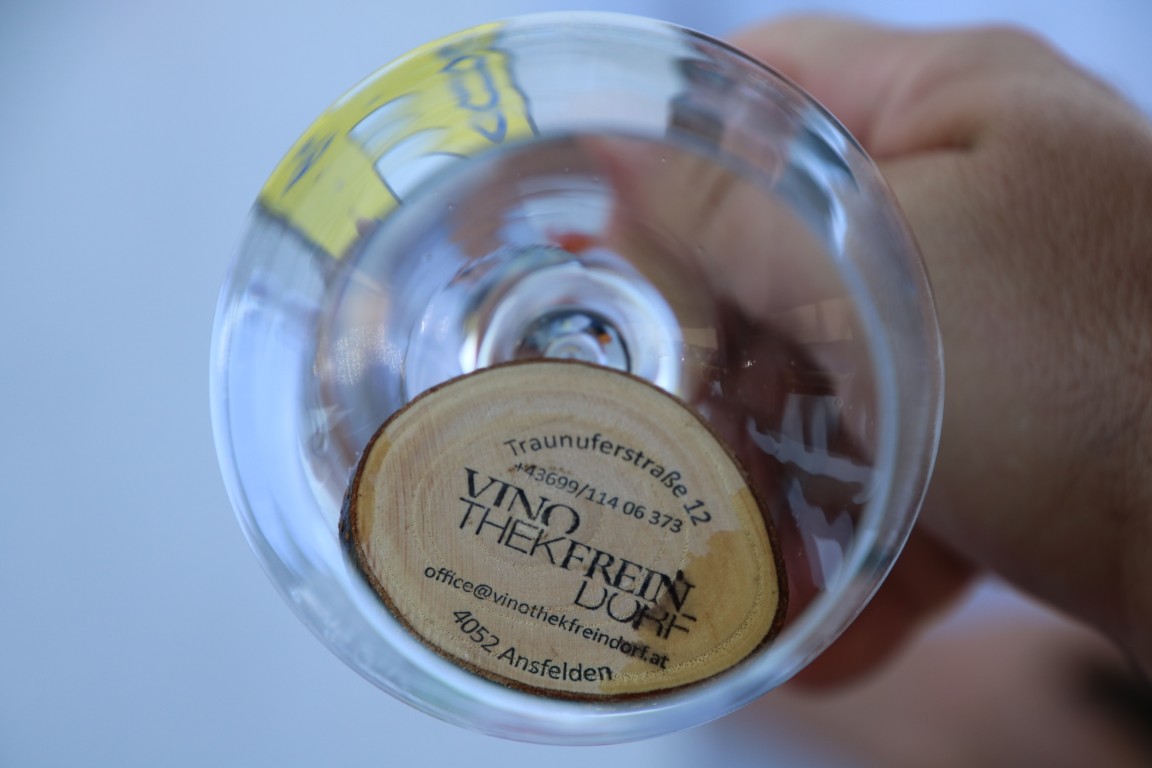 Traunuferstraße 12
+43699/114 06 373
VINO
THEKFREIN
DORF
office@vinothekfreindorf.at
4052 Ansfelden